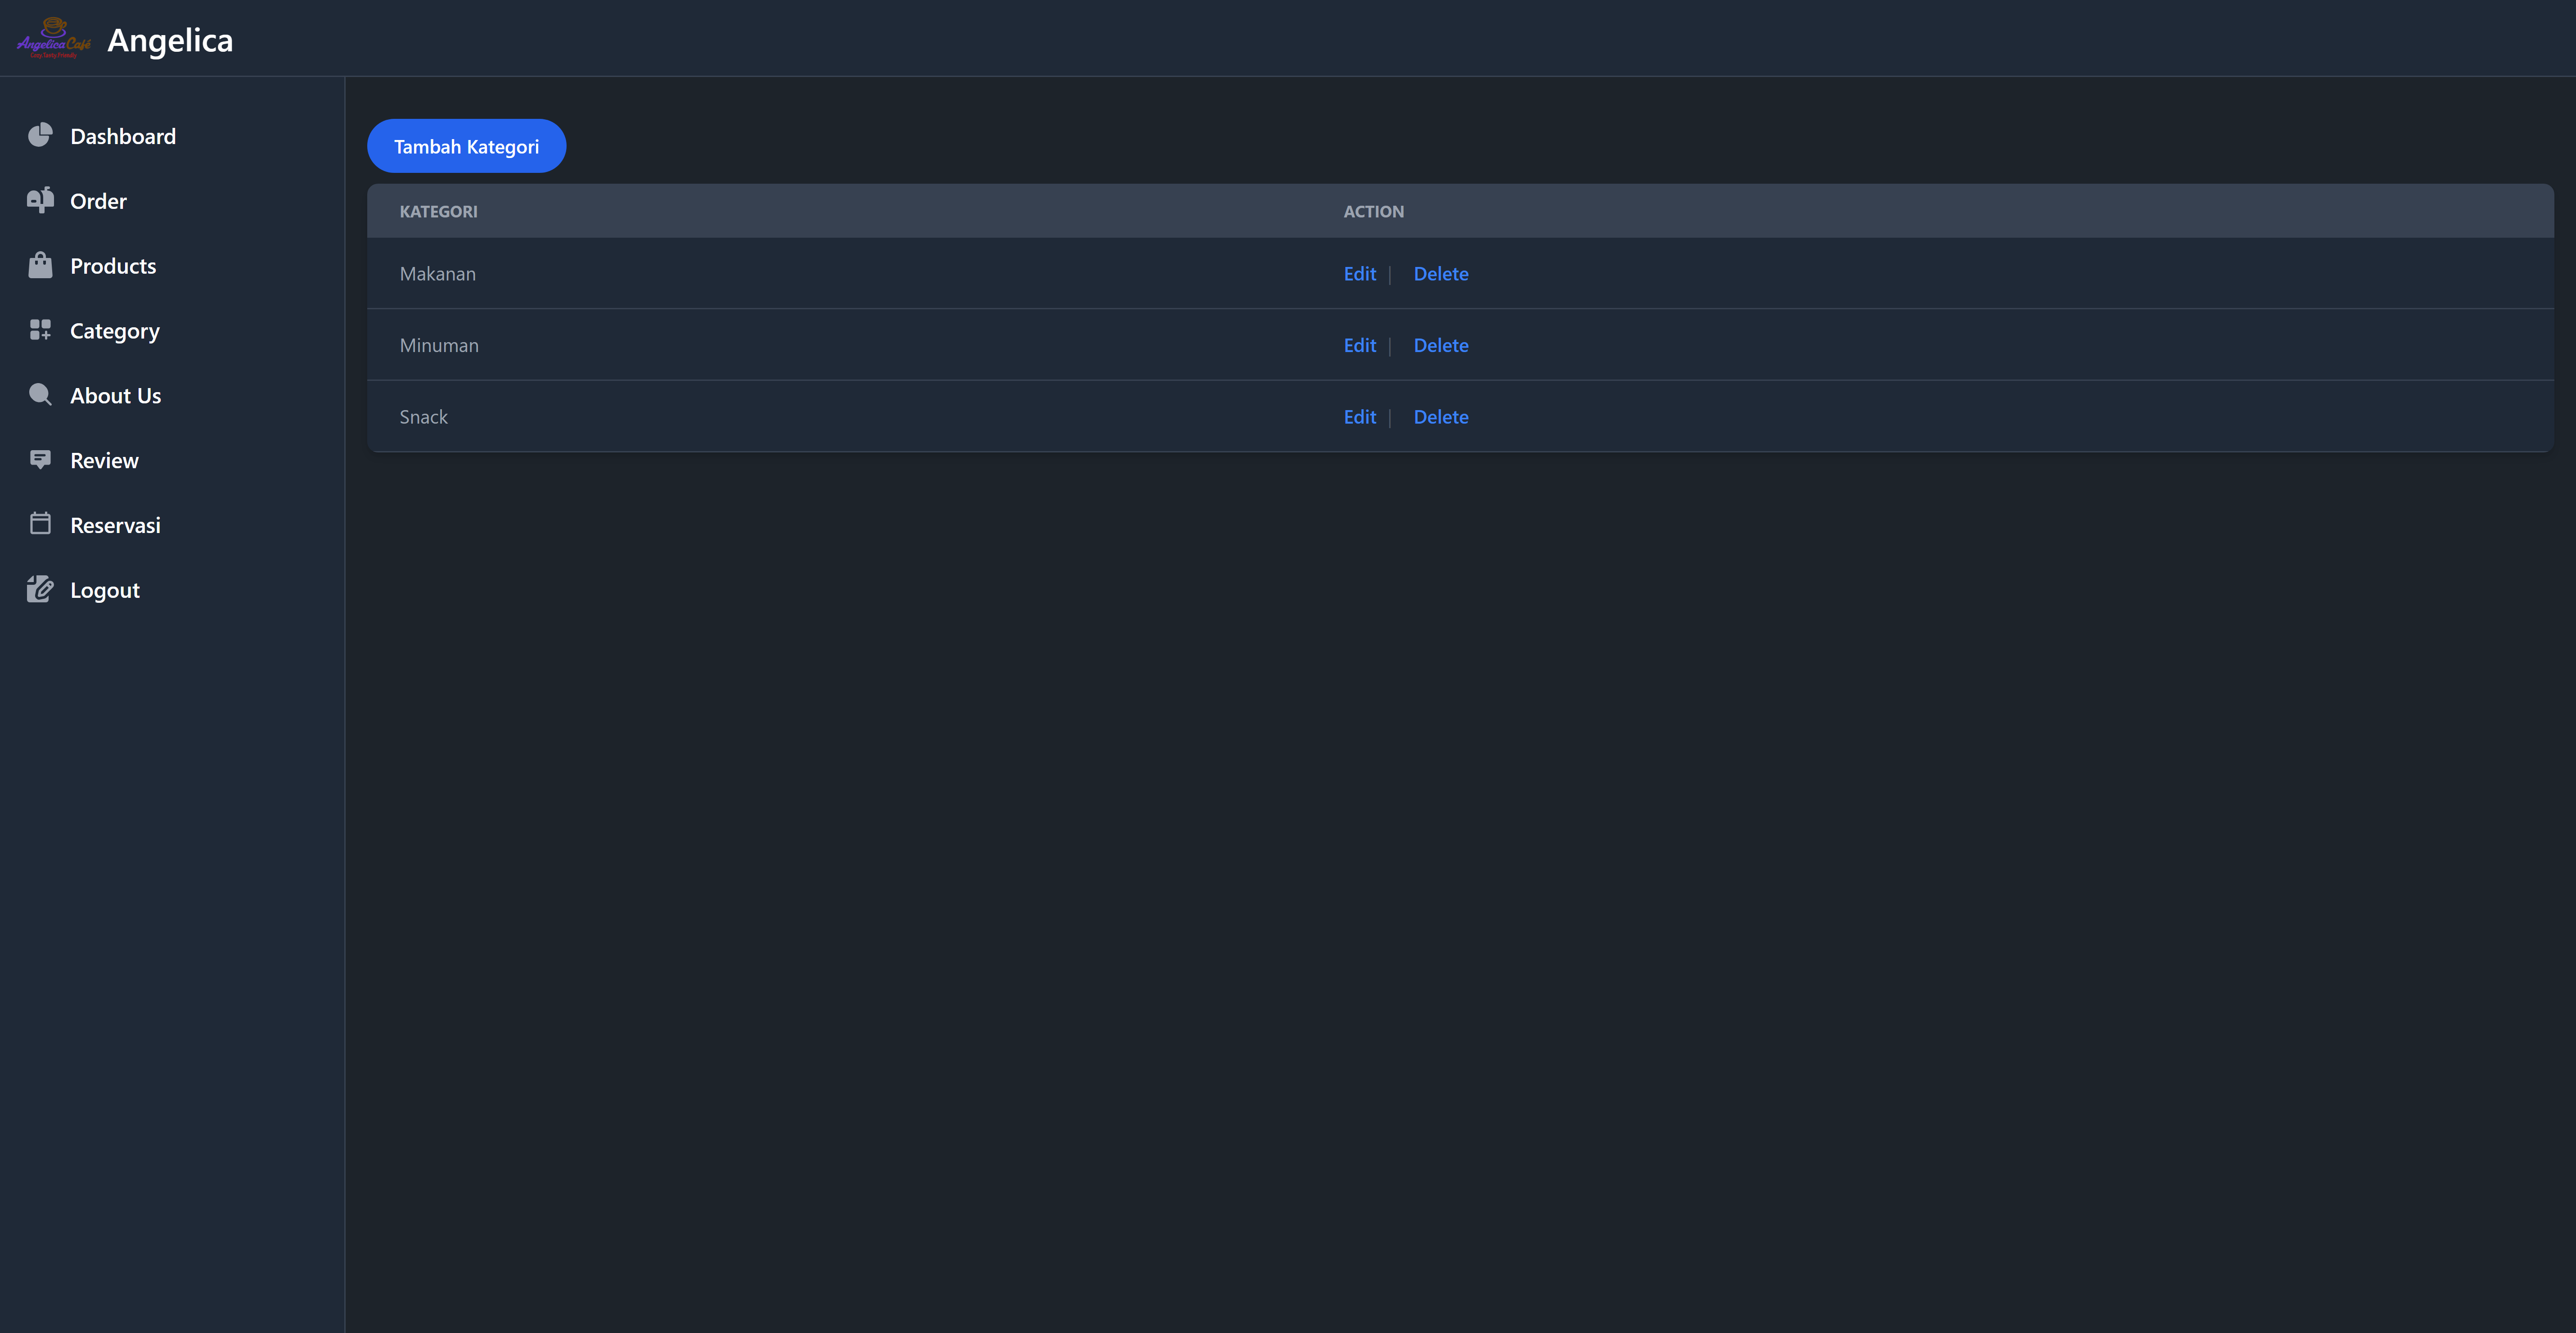 Angelica Café
Angelica
Dashboard
Order
Products
Category
About Us
Review
Reservasi
Logout
Tambah Kategori
KATEGORI ACTION
Makanan Edit | Delete
Minuman Edit | Delete
Snack Edit | Delete